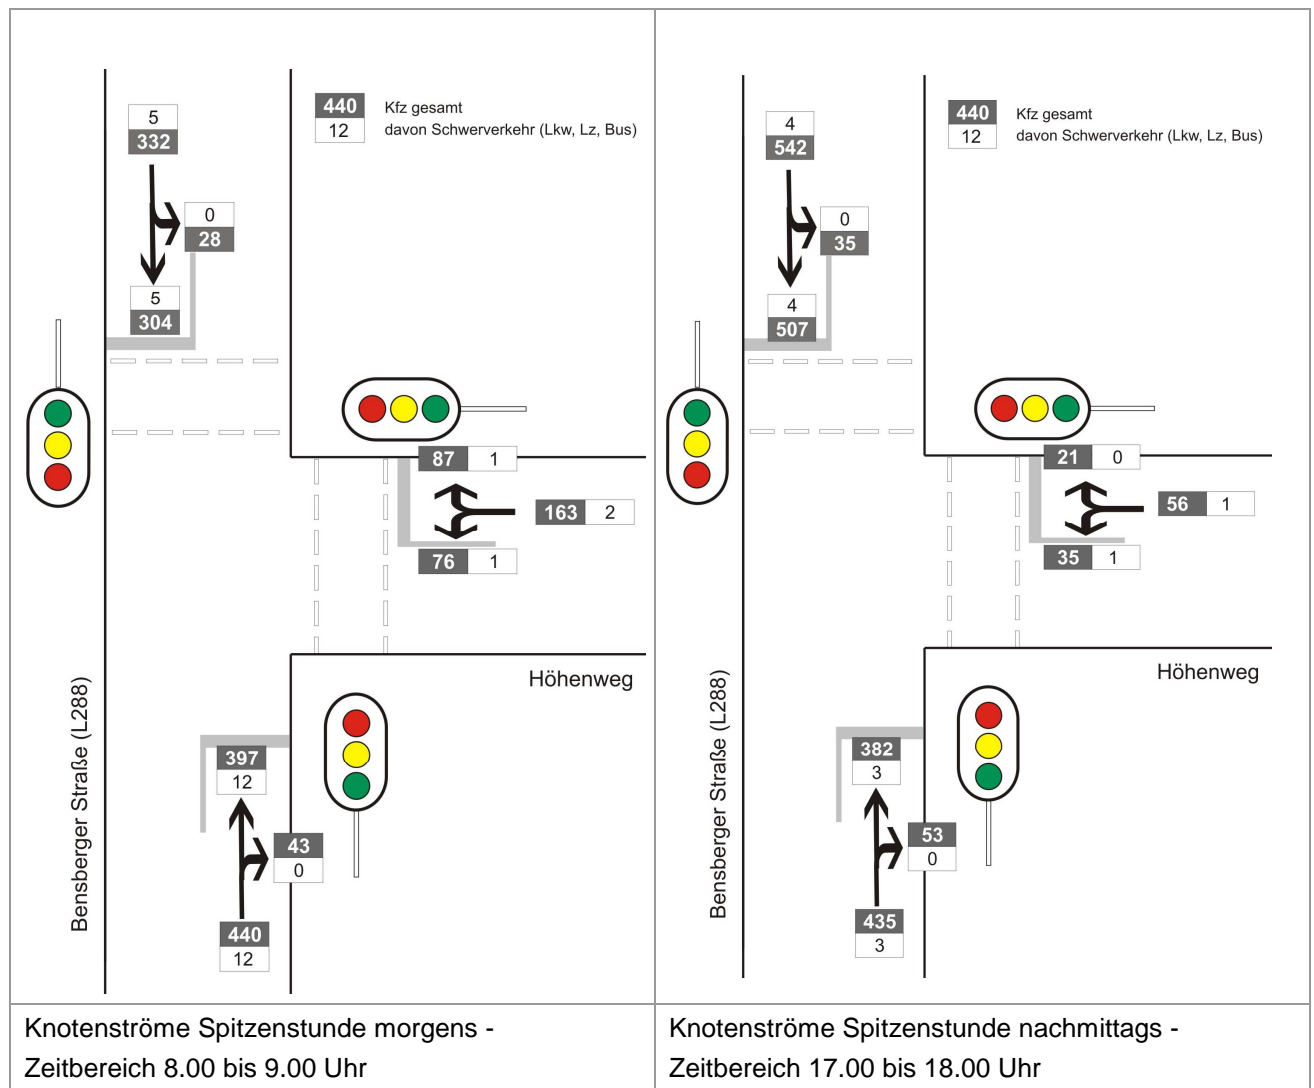 5
332
0
28
5
304
440 Kfz gesamt
12 davon Schwerverkehr (Lkw, Lz, Bus)
87 1
163 2
76 1
Höhenweg
Bensberger Straße (L288)
397
12
43
0
440
12
Knotenströme Spitzenstunde morgens -
Zeitbereich 8.00 bis 9.00 Uhr
4
542
0
35
4
507
440 Kfz gesamt
12 davon Schwerverkehr (Lkw, Lz, Bus)
21 0
56 1
35 1
Höhenweg
Bensberger Straße (L288)
382
3
53
0
435
3
Knotenströme Spitzenstunde nachmittags -
Zeitbereich 17.00 bis 18.00 Uhr